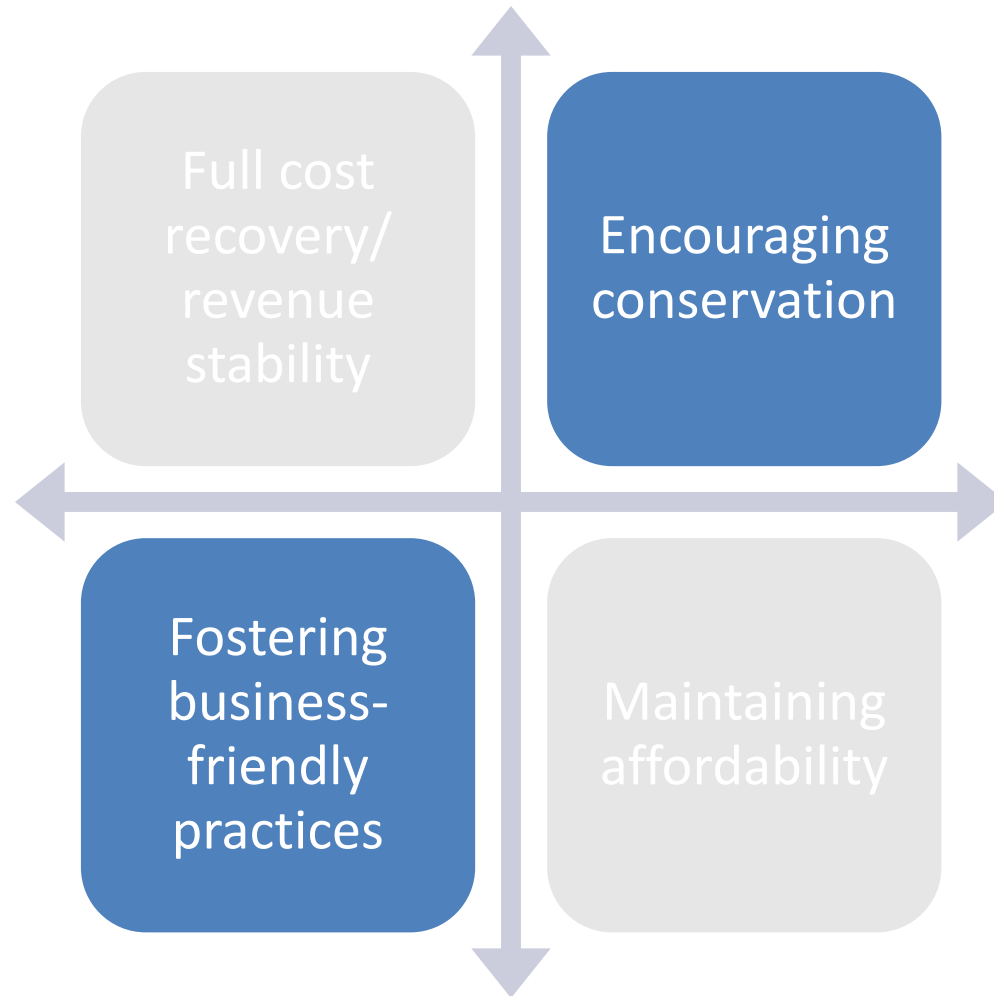 Full cost
recovery/
revenue
stability
Encouraging
conservation
Fostering
business-
friendly
practices
Maintaining
affordability